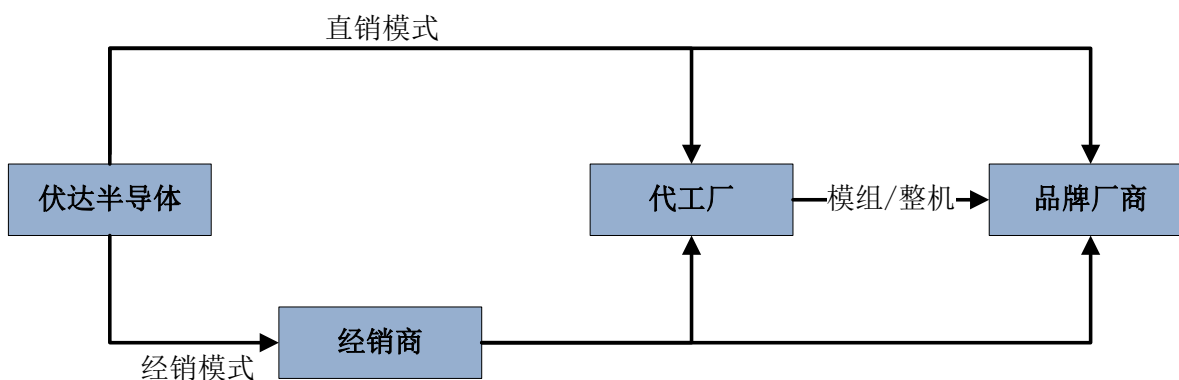 直销模式
伏达半导体
代工厂
模组/整机
品牌厂商
经销商
经销模式